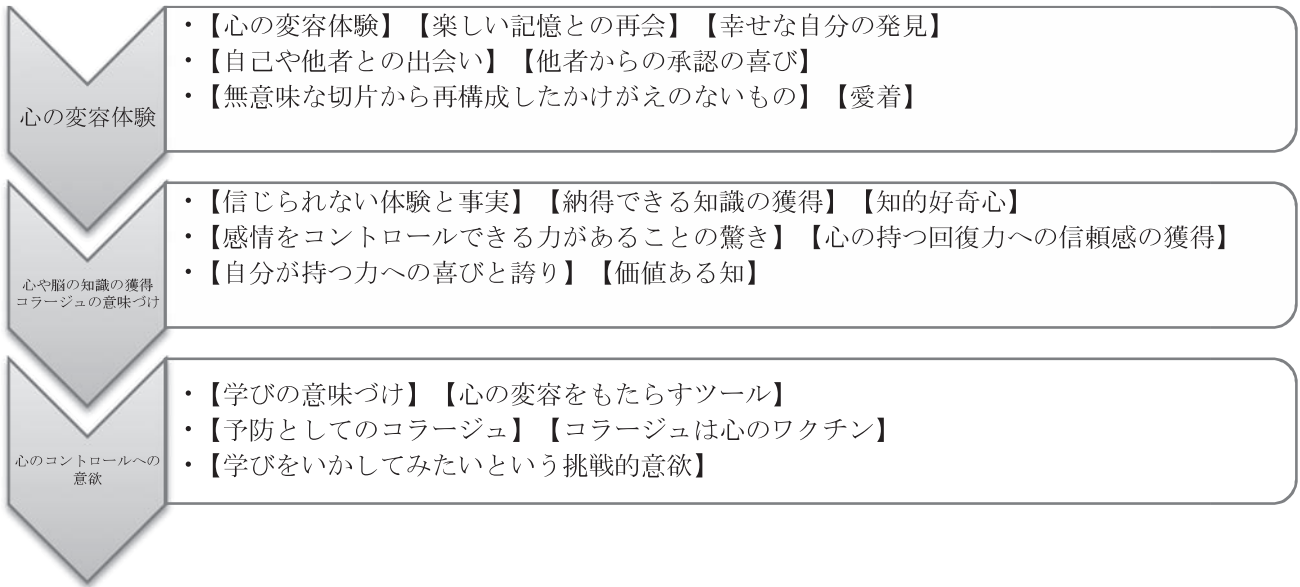 心の変容体験
・【心の変容体験】【楽しい記憶との再会】【幸せな自分の発見】
・【自己や他者との出会い】【他者からの承認の喜び】
・【無意味な切片から再構成したかけがえのないもの】【愛着】
心や脳の知識の獲得
コラージュの意味づけ
・【信じられない体験と事実】【納得できる知識の獲得】【知的好奇心】
・【感情をコントロールできる力があることの驚き】【心の持つ回復力への信頼感の獲得】
・【自分が持つ力への喜びと誇り】【価値ある知】
心のコントロールへの
意欲
・【学びの意味づけ】【心の変容をもたらすツール】
・【予防としてのコラージュ】【コラージュは心のワクチン】
・【学びをいかしてみたいという挑戦的意欲】